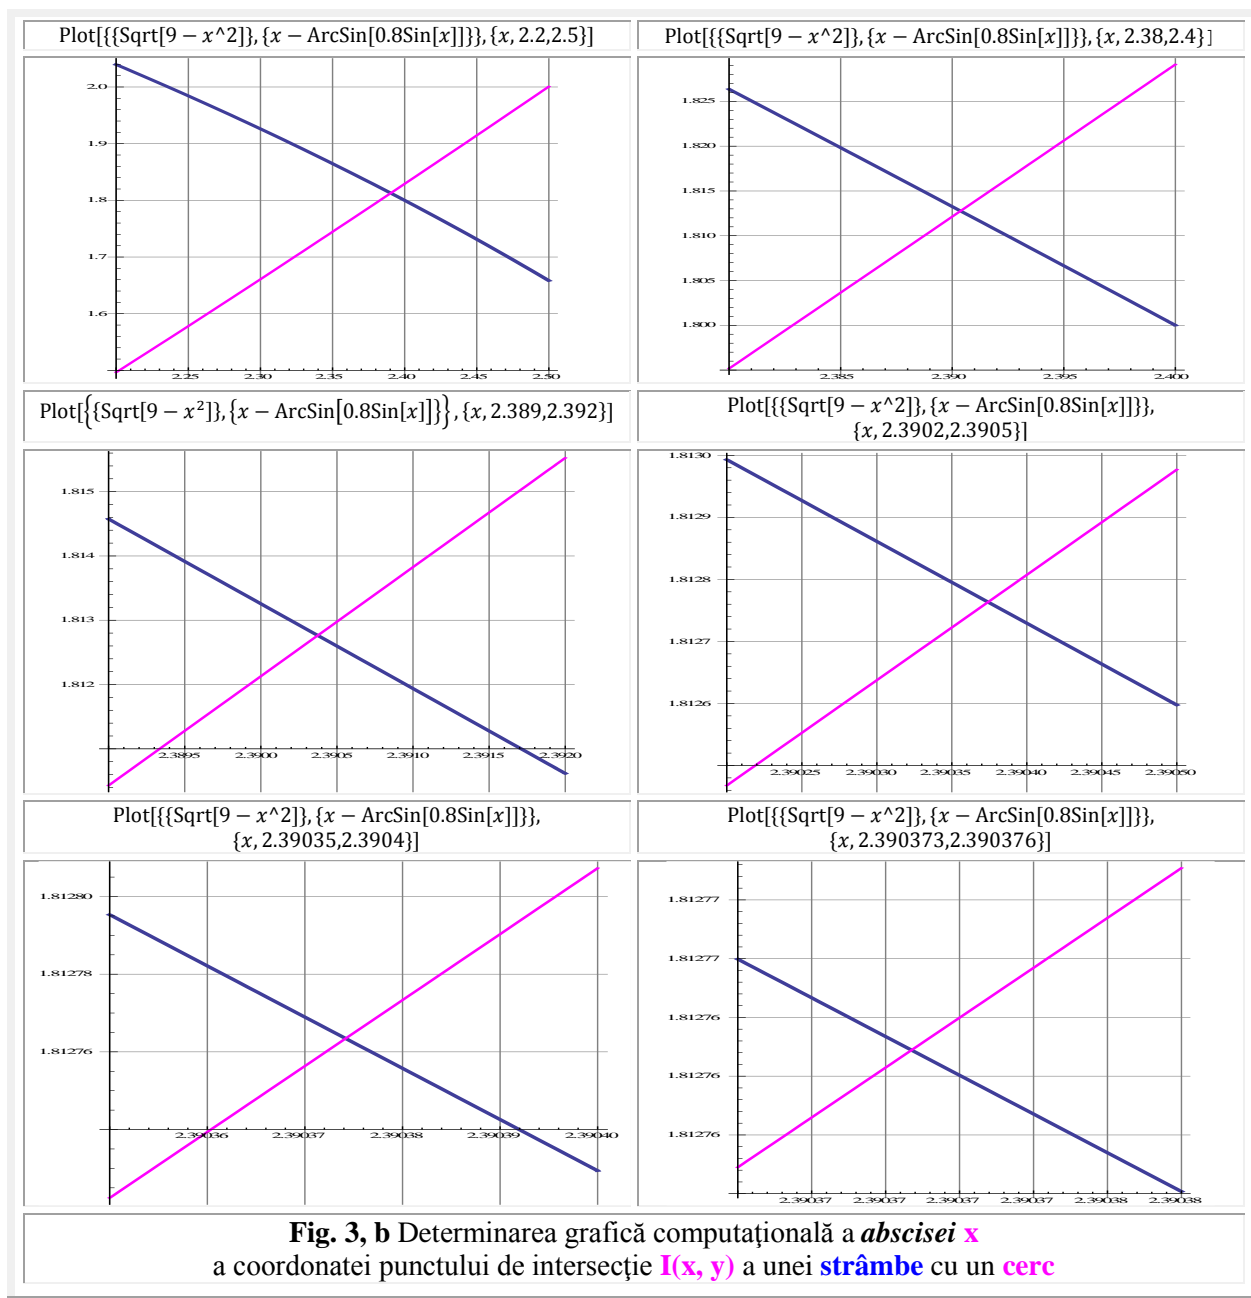 Plot[{{Sqrt[9 − x^2]}, {x − ArcSin[0.8Sin[x]]}}, {x, 2.2,2.5}]
Plot[{{Sqrt[9 − x^2]}, {x − ArcSin[0.8Sin[x]]}}, {x, 2.38,2.4}]
2.0
1.9
1.8
1.7
1.6
2.25 2.30 2.35 2.40 2.45 2.50
1.825
1.820
1.815
1.810
1.805
1.800
2.385 2.390 2.395 2.400
Plot[{{Sqrt[9 − x²]}, {x − ArcSin[0.8Sin[x]]}}, {x, 2.389,2.392}]
Plot[{{Sqrt[9 − x^2]}, {x − ArcSin[0.8Sin[x]]}},
{x, 2.3902,2.3905}]
1.815
1.814
1.813
1.812
2.3895 2.3900 2.3905 2.3910 2.3915 2.3920
1.8130
1.8129
1.8128
1.8127
1.8126
2.39025 2.39030 2.39035 2.39040 2.39045 2.39050
Plot[{{Sqrt[9 − x^2]}, {x − ArcSin[0.8Sin[x]]}},
{x, 2.39035,2.3904}]
Plot[{{Sqrt[9 − x^2]}, {x − ArcSin[0.8Sin[x]]}},
{x, 2.390373,2.390376}]
1.81280
1.81278
1.81276
2.39036 2.39037 2.39038 2.39039 2.39040
1.81277
1.81277
1.81276
1.81276
1.81276
2.39037 2.39037 2.39037 2.39038 2.39038 2.39038
Fig. 3, b Determinarea grafică computaţională a abscisei x
a coordonatei punctului de intersecţie I(x, y) a unei strâmbe cu un cerc